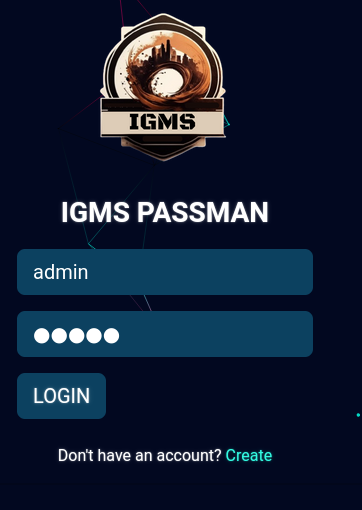 IGMS
IGMS PASSMAN
admin
●●●●●
LOGIN
Don't have an account? Create